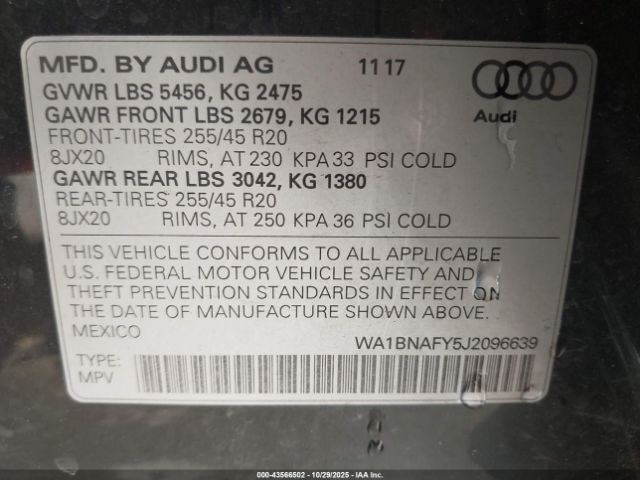 MFD. BY AUDI AG 11 17
GVWR LBS 5456, KG 2475
GAWR FRONT LBS 2679, KG 1215
Audi
FRONT-TIRES 255/45 R20
8JX20 RIMS, AT 230 KPA 33 PSI COLD
GAWR REAR LBS 3042, KG 1380
REAR-TIRES 255/45 R20
8JX20 RIMS, AT 250 KPA 36 PSI COLD
THIS VEHICLE CONFORMS TO ALL APPLICABLE
U.S. FEDERAL MOTOR VEHICLE SAFETY AND
THEFT PREVENTION STANDARDS IN EFFECT ON
THE DATE OF MANUFACTURE SHOWN ABOVE.
MEXICO WA1BNAFY5J2096639
TYPE:
MPV
000-43566502 - 10/29/2025 - IAA Inc.